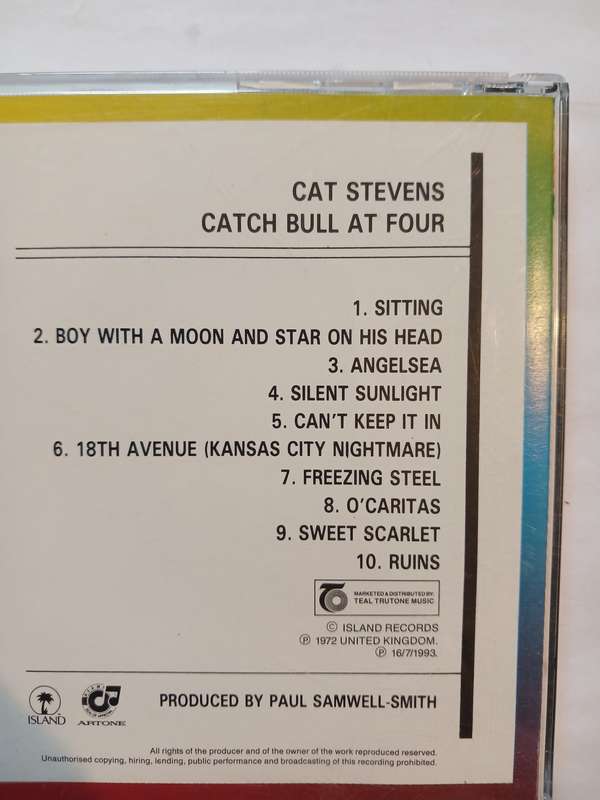 CAT STEVENS
CATCH BULL AT FOUR
1. SITTING
2. BOY WITH A MOON AND STAR ON HIS HEAD
3. ANGELSEA
4. SILENT SUNLIGHT
5. CAN'T KEEP IT IN
6. 18TH AVENUE (KANSAS CITY NIGHTMARE)
7. FREEZING STEEL
8. O'CARITAS
9. SWEET SCARLET
10. RUINS
MARKETED & DISTRIBUTED BY:
TEAL TRUTONE MUSIC
© ISLAND RECORDS
℗ 1972 UNITED KINGDOM.
℗ 16/7/1993.
ISLAND
ARTONE
PRODUCED BY PAUL SAMWELL-SMITH
All rights of the producer and of the owner of the work reproduced reserved.
Unauthorised copying, hiring, lending, public performance and broadcasting of this recording prohibited.